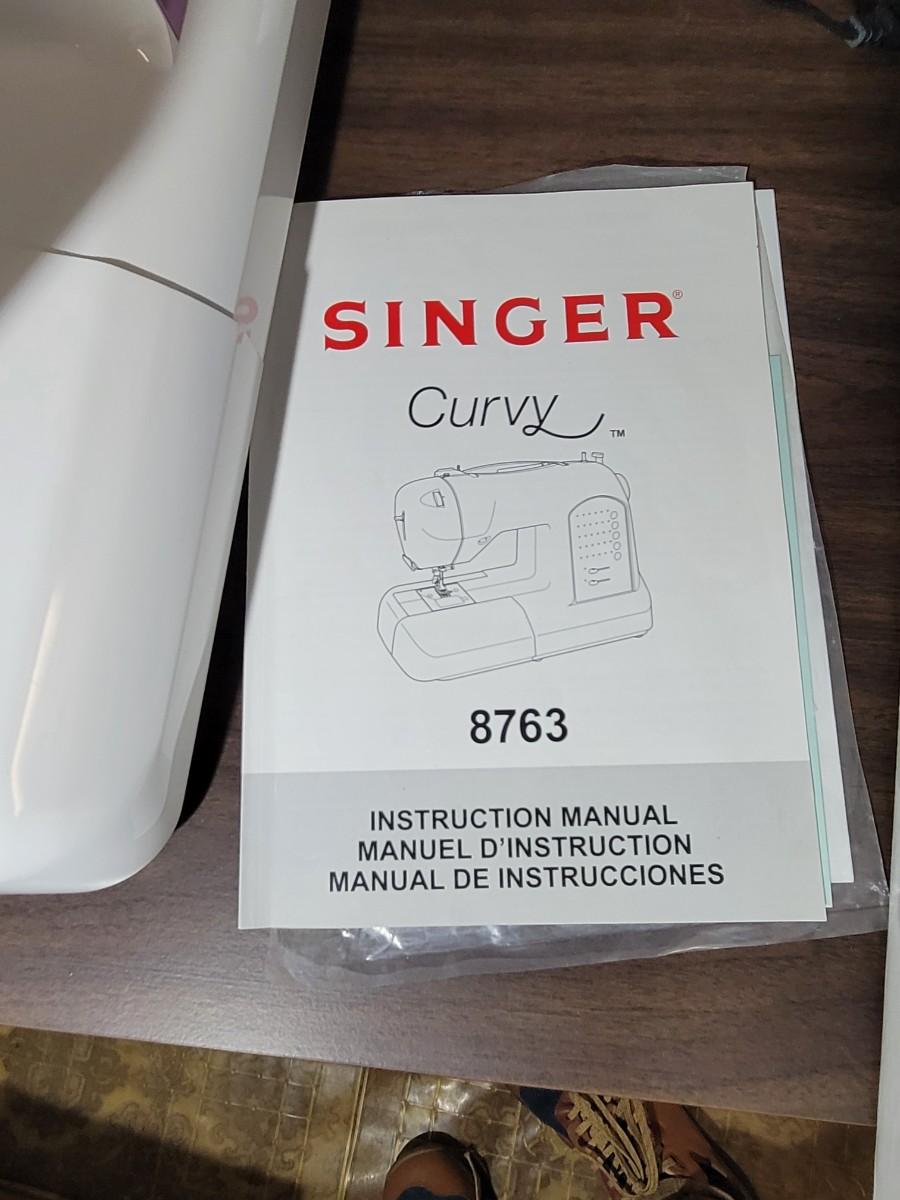 SINGER®
Curvy™
8763
INSTRUCTION MANUAL
MANUEL D'INSTRUCTION
MANUAL DE INSTRUCCIONES